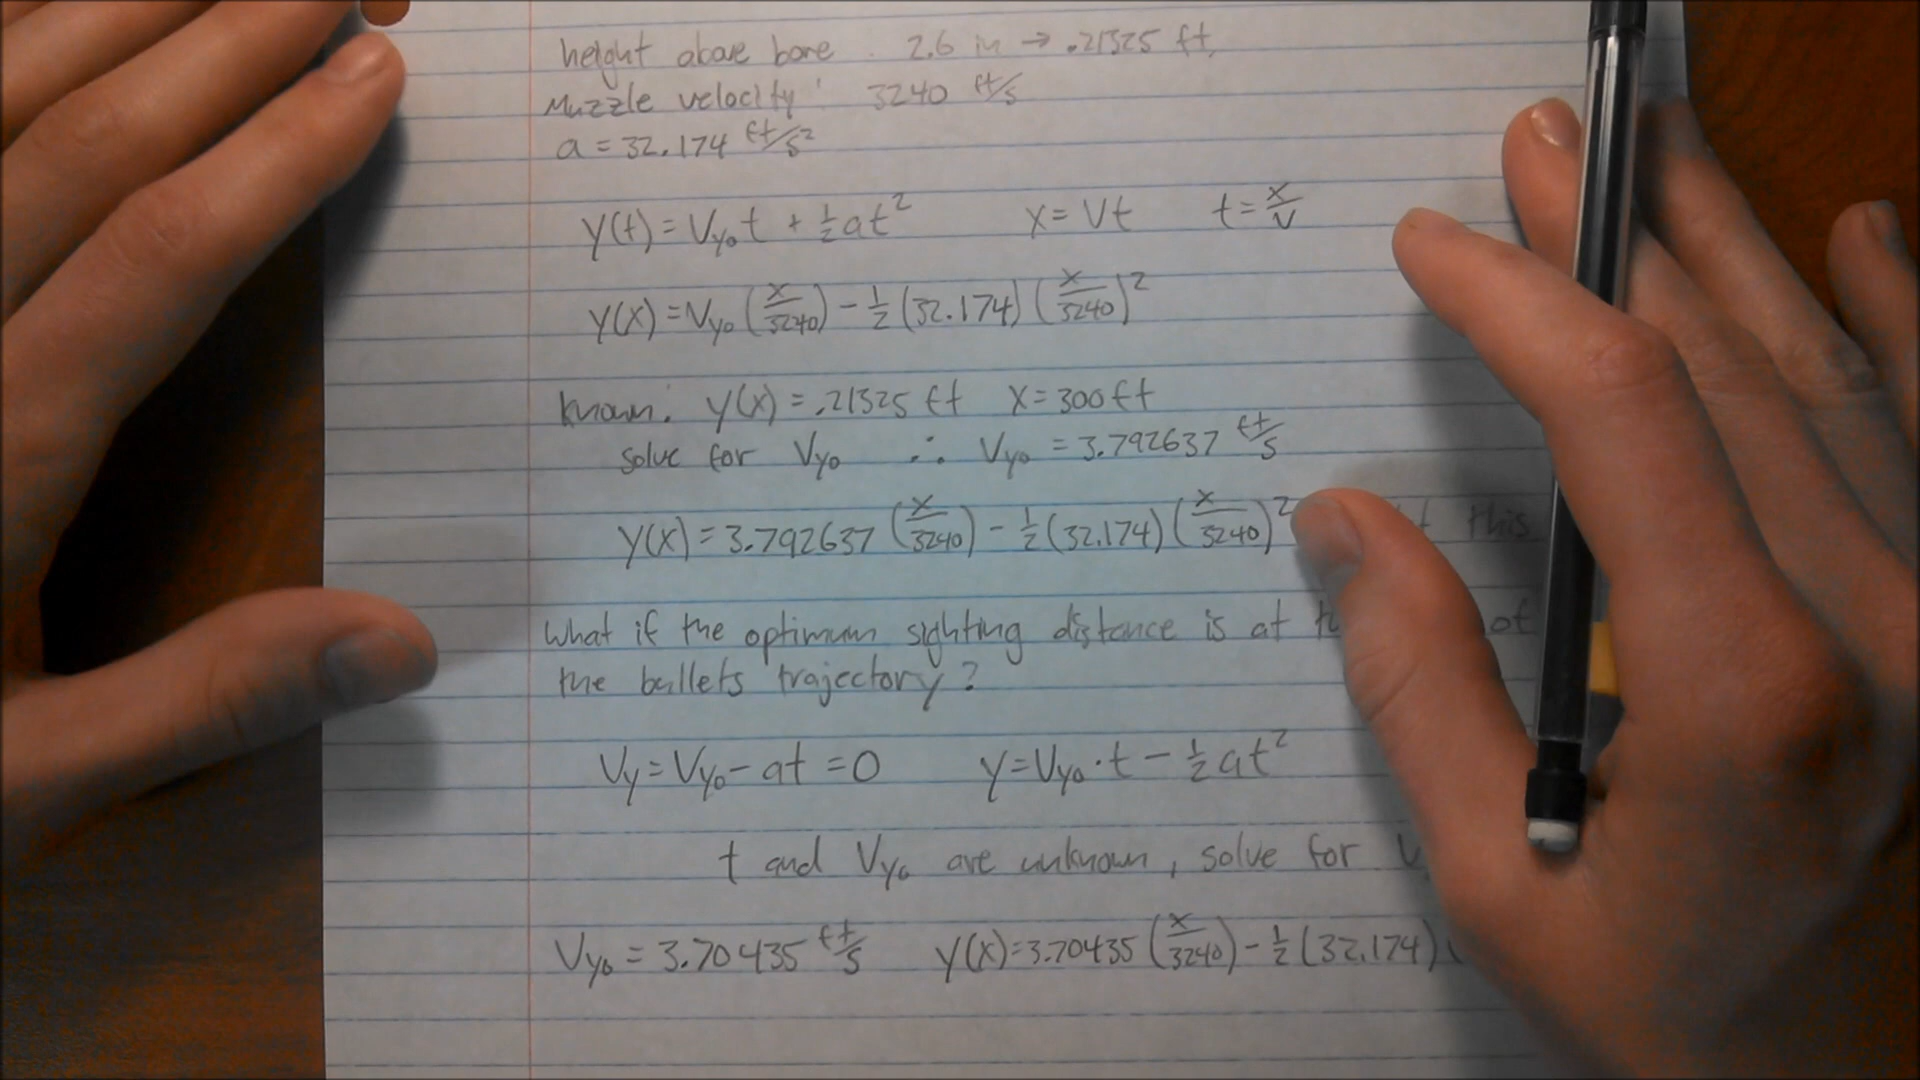 height above bore . 2.6 in → .21325 ft.
Muzzle velocity : 3240 ft/s
a = 32.174 ft/s²
y(t) = Vy₀t + ½at² x = Vt t = x/v
y(x) = Vy₀(x/3240) - ½(32.174)(x/3240)²
known: y(x) = .21325 ft x = 300 ft
solve for Vy₀ ∴ Vy₀ = 3.792637 ft/s
y(x) = 3.792637(x/3240) - ½(32.174)(x/3240)² this
What if the optimum sighting distance is at of
the bullets trajectory?
Vy = Vy₀ - at = 0 y = Vy₀·t - ½at²
t and Vy₀ are unknown, solve for
Vy₀ = 3.70435 ft/s y(x) = 3.70435(x/3240) - ½(32.174)